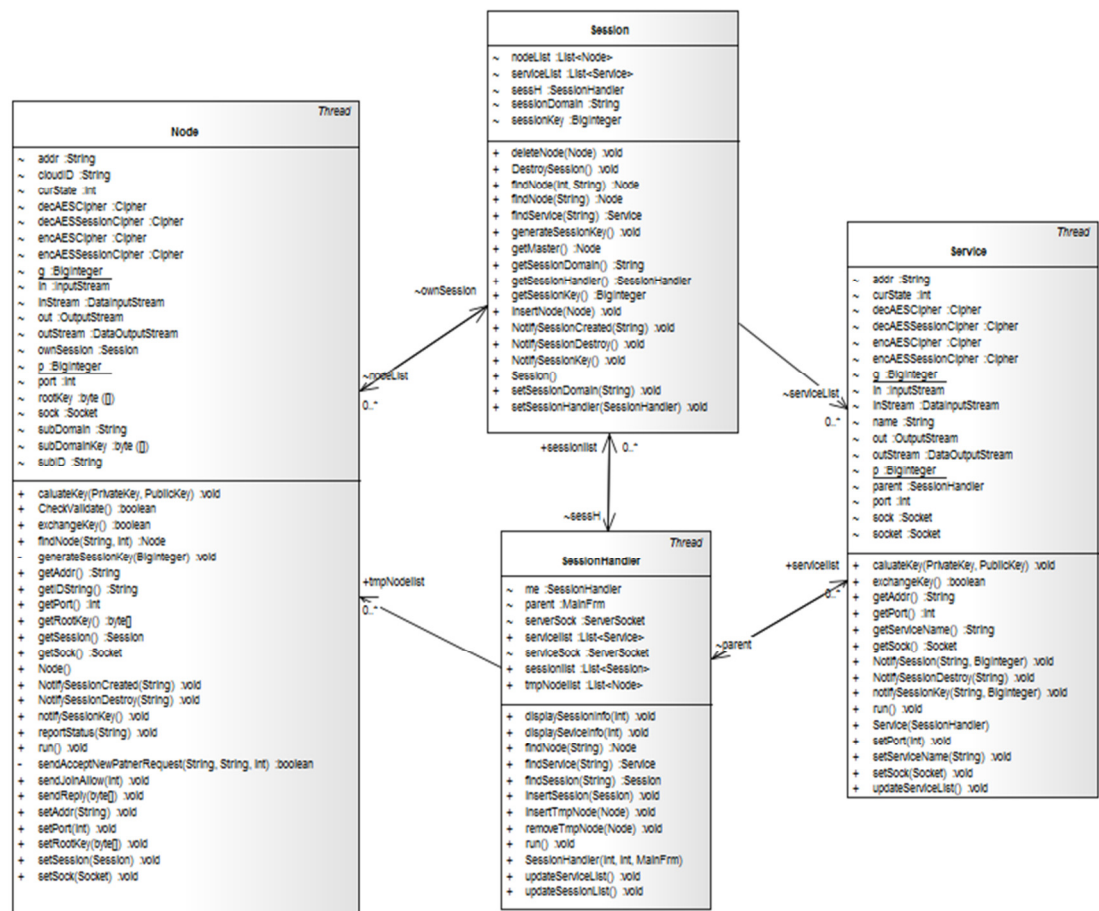 Session
~ nodeList :List<Node>
~ serviceList :List<Service>
~ sessH :SessionHandler
~ sessionDomain :String
~ sessionKey :BigInteger
+ deleteNode(Node) :void
+ DestroySession() :void
+ findNode(int, String) :Node
+ findNode(String) :Node
+ findService(String) :Service
+ generateSessionKey() :void
+ getMaster() :Node
+ getSessionDomain() :String
+ getSessionHandler() :SessionHandler
+ getSessionKey() :BigInteger
+ insertNode(Node) :void
+ NotifySessionCreated(String) :void
+ NotifySessionDestroy() :void
+ NotifySessionKey() :void
+ Session()
+ setSessionDomain(String) :void
+ setSessionHandler(SessionHandler) :void
Thread
Node
~ addr :String
~ cloudID :String
~ curState :int
~ decAESCipher :Cipher
~ decAESSessionCipher :Cipher
~ encAESCipher :Cipher
~ encAESSessionCipher :Cipher
~ g :BigInteger
~ in :InputStream
~ inStream :DataInputStream
~ out :OutputStream
~ outStream :DataOutputStream
~ ownSession :Session
~ p :BigInteger
~ port :int
~ rootKey :byte ([])
~ sock :Socket
~ subDomain :String
~ subDomainKey :byte ([])
~ subID :String
+ caluateKey(PrivateKey, PublicKey) :void
+ CheckValidate() :boolean
+ exchangeKey() :boolean
+ findNode(String, int) :Node
- generateSessionKey(BigInteger) :void
+ getAddr() :String
+ getIDString() :String
+ getPort() :int
+ getRootKey() :byte[]
+ getSession() :Session
+ getSock() :Socket
+ Node()
+ NotifySessionCreated(String) :void
+ NotifySessionDestroy(String) :void
+ notifySessionKey() :void
+ reportStatus(String) :void
+ run() :void
- sendAcceptNewPatnerRequest(String, String, int) :boolean
+ sendJoinAllow(int) :void
+ sendReply(byte[]) :void
+ setAddr(String) :void
+ setPort(int) :void
+ setRootKey(byte[]) :void
+ setSession(Session) :void
+ setSock(Socket) :void
~ownSession
~nodeList
0..*
Thread
Service
~ addr :String
~ curState :int
~ decAESCipher :Cipher
~ decAESSessionCipher :Cipher
~ encAESCipher :Cipher
~ encAESSessionCipher :Cipher
~ g :BigInteger
~ in :InputStream
~ inStream :DataInputStream
~ name :String
~ out :OutputStream
~ outStream :DataOutputStream
~ p :BigInteger
~ parent :SessionHandler
~ port :int
~ sock :Socket
~ socket :Socket
+ caluateKey(PrivateKey, PublicKey) :void
+ exchangeKey() :boolean
+ getAddr() :String
+ getPort() :int
+ getServiceName() :String
+ getSock() :Socket
+ NotifySession(String, BigInteger) :void
+ NotifySessionDestroy(String) :void
+ notifySessionKey(String, BigInteger) :void
+ run() :void
+ Service(SessionHandler)
+ setPort(int) :void
+ setServiceName(String) :void
+ setSock(Socket) :void
+ updateServiceList() :void
~serviceList
0..*
+sessionlist
0..*
~sessH
+servicelist
0..*
~parent
+tmpNodelist
0..*
Thread
SessionHandler
~ me :SessionHandler
~ parent :MainFrm
~ serverSock :ServerSocket
+ servicelist :List<Service>
~ serviceSock :ServerSocket
+ sessionlist :List<Session>
+ tmpNodelist :List<Node>
+ displaySessionInfo(int) :void
+ displaySeviceInfo(int) :void
+ findNode(String) :Node
+ findService(String) :Service
+ findSession(String) :Session
+ insertSession(Session) :void
+ insertTmpNode(Node) :void
+ removeTmpNode(Node) :void
+ run() :void
+ SessionHandler(int, int, MainFrm)
+ updateServiceList() :void
+ updateSessionList() :void